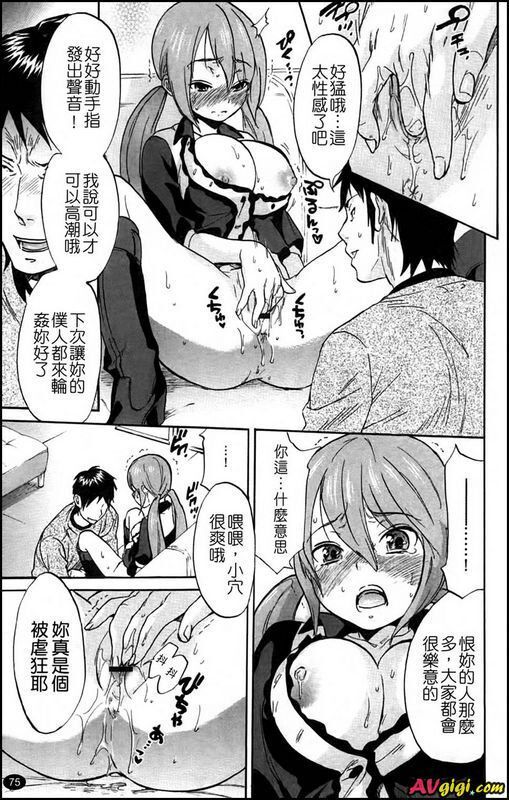 好猛哦…這
太性感了吧
好好動手指
發出聲音！
我說可以才
可以高潮哦
下次讓妳的
僕人都來輪
姦妳好了
恨妳的人那麼
多，大家都會
很樂意的
你這…什麼意思
……！
……！
喂喂，小穴
很爽哦
抖
抖
妳真是個
被虐狂耶
75
AVgigi.com